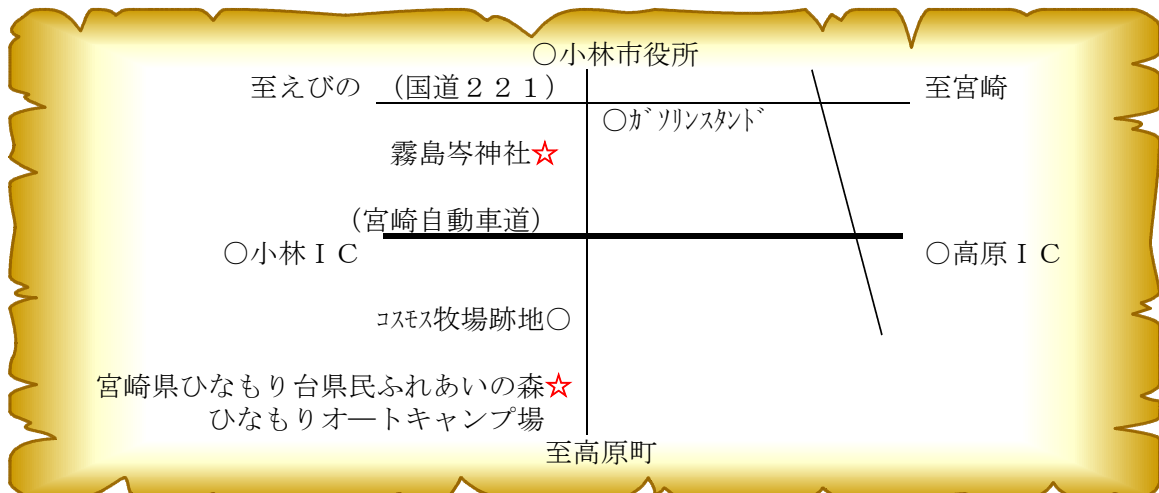 ○小林市役所
至えびの (国道221) 至宮崎
○ガソリンスタンド
霧島岑神社☆
(宮崎自動車道)
○小林IC ○高原IC
コスモス牧場跡地○
宮崎県ひなもり台県民ふれあいの森☆
ひなもりオートキャンプ場
至高原町